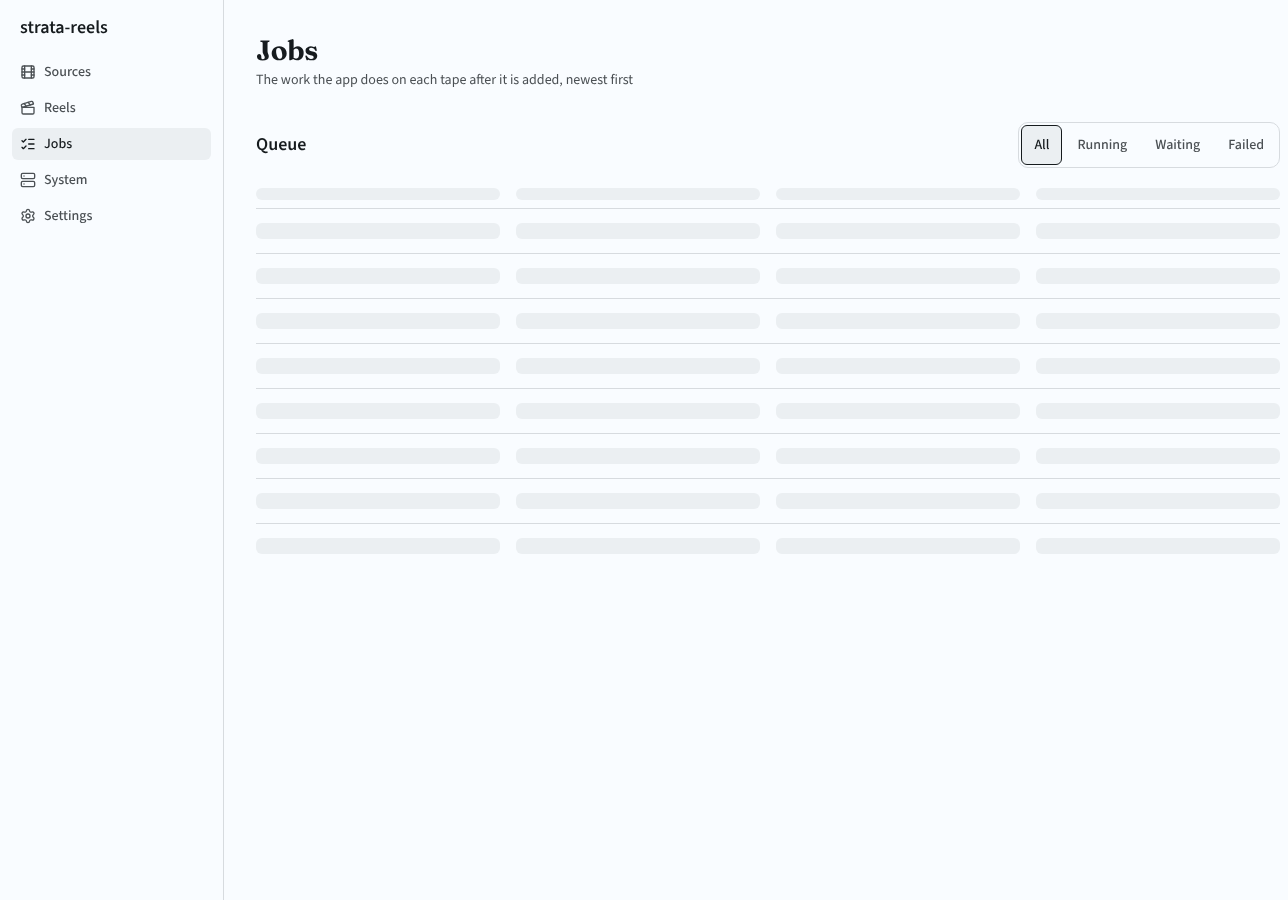 strata-reels
Sources
Reels
Jobs
System
Settings
Jobs
The work the app does on each tape after it is added, newest first
Queue
All
Running
Waiting
Failed